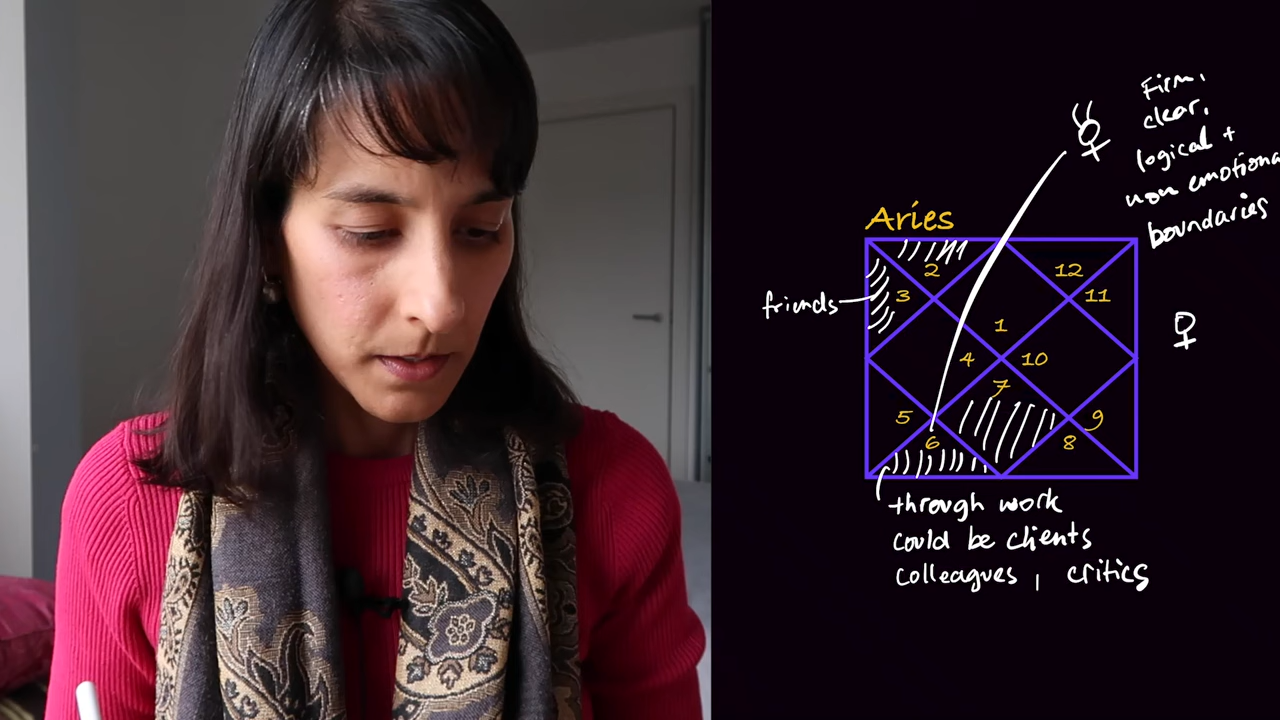 Firm,
clear,
logical +
non emotional
boundaries
Aries
2
12
3
11
friends
1
4
10
7
5
9
6
8
through work
could be clients
colleagues, critics